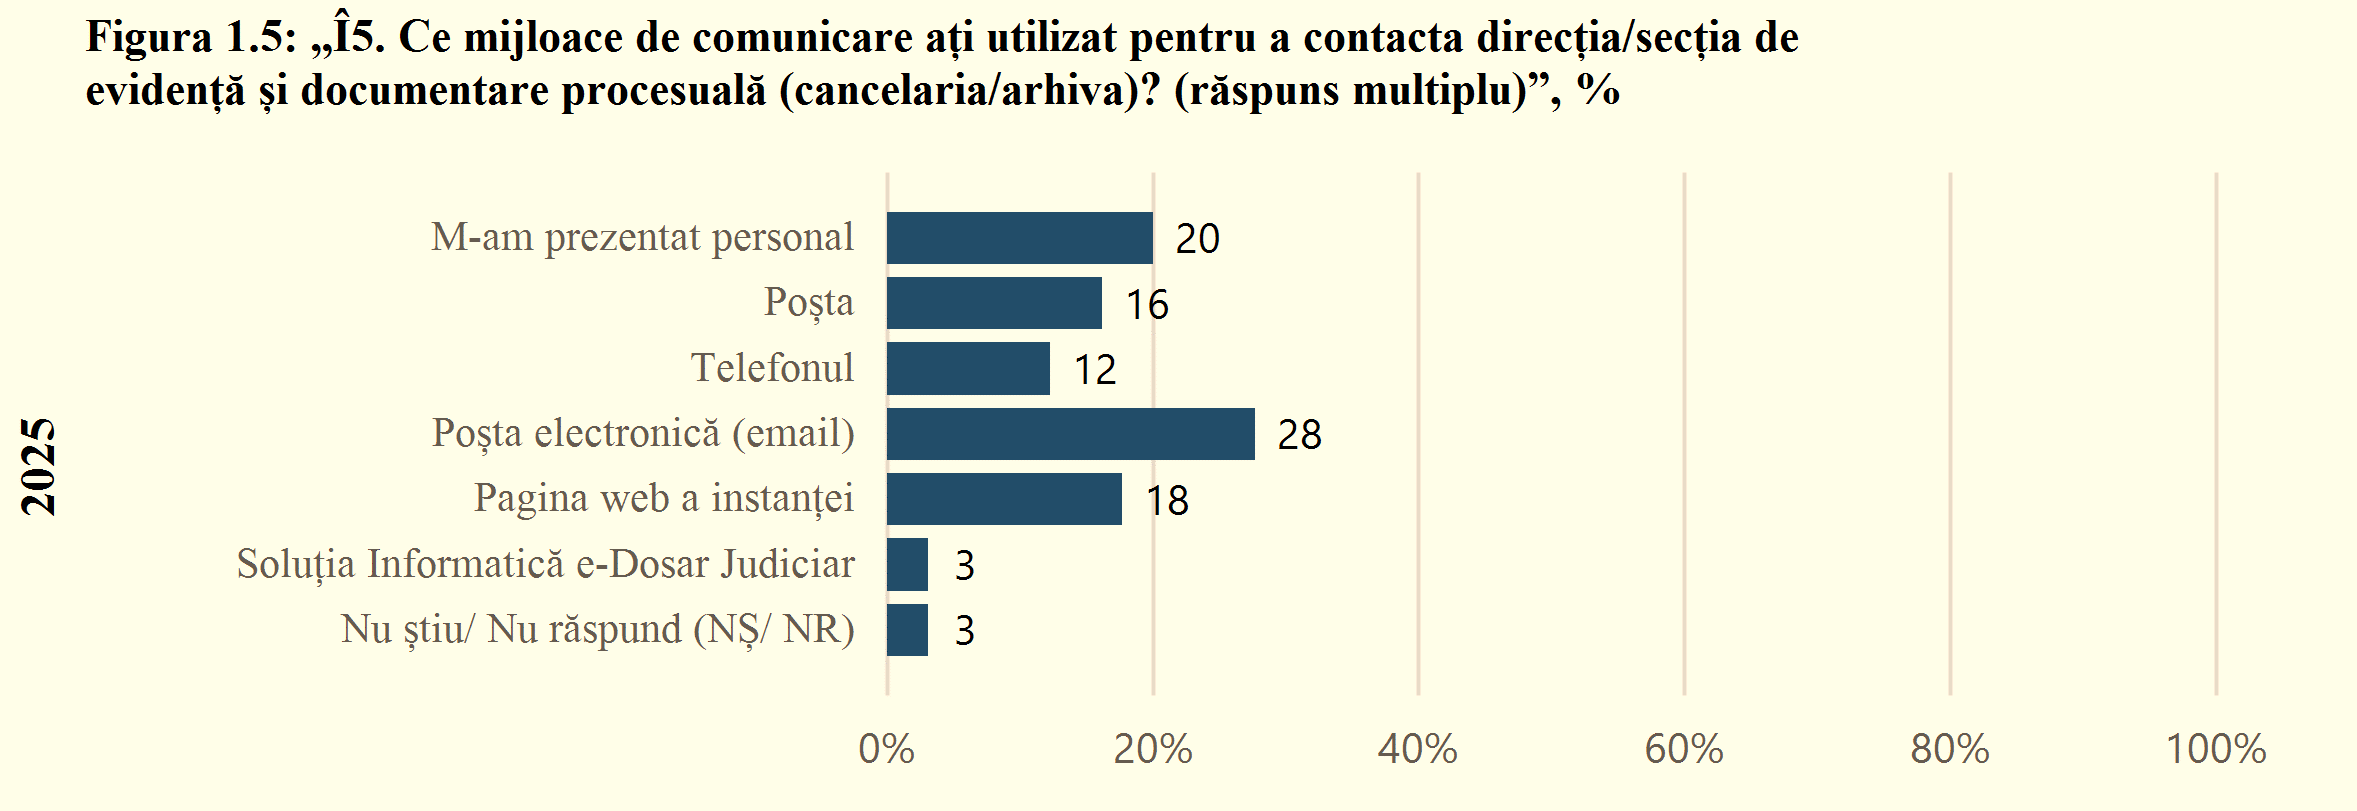 Figura 1.5: „Î5. Ce mijloace de comunicare ați utilizat pentru a contacta direcția/secția de
evidență și documentare procesuală (cancelaria/arhiva)? (răspuns multiplu)”, %
2025
M-am prezentat personal 20
Poșta 16
Telefonul 12
Poșta electronică (email) 28
Pagina web a instanței 18
Soluția Informatică e-Dosar Judiciar 3
Nu știu/ Nu răspund (NȘ/ NR) 3
0% 20% 40% 60% 80% 100%